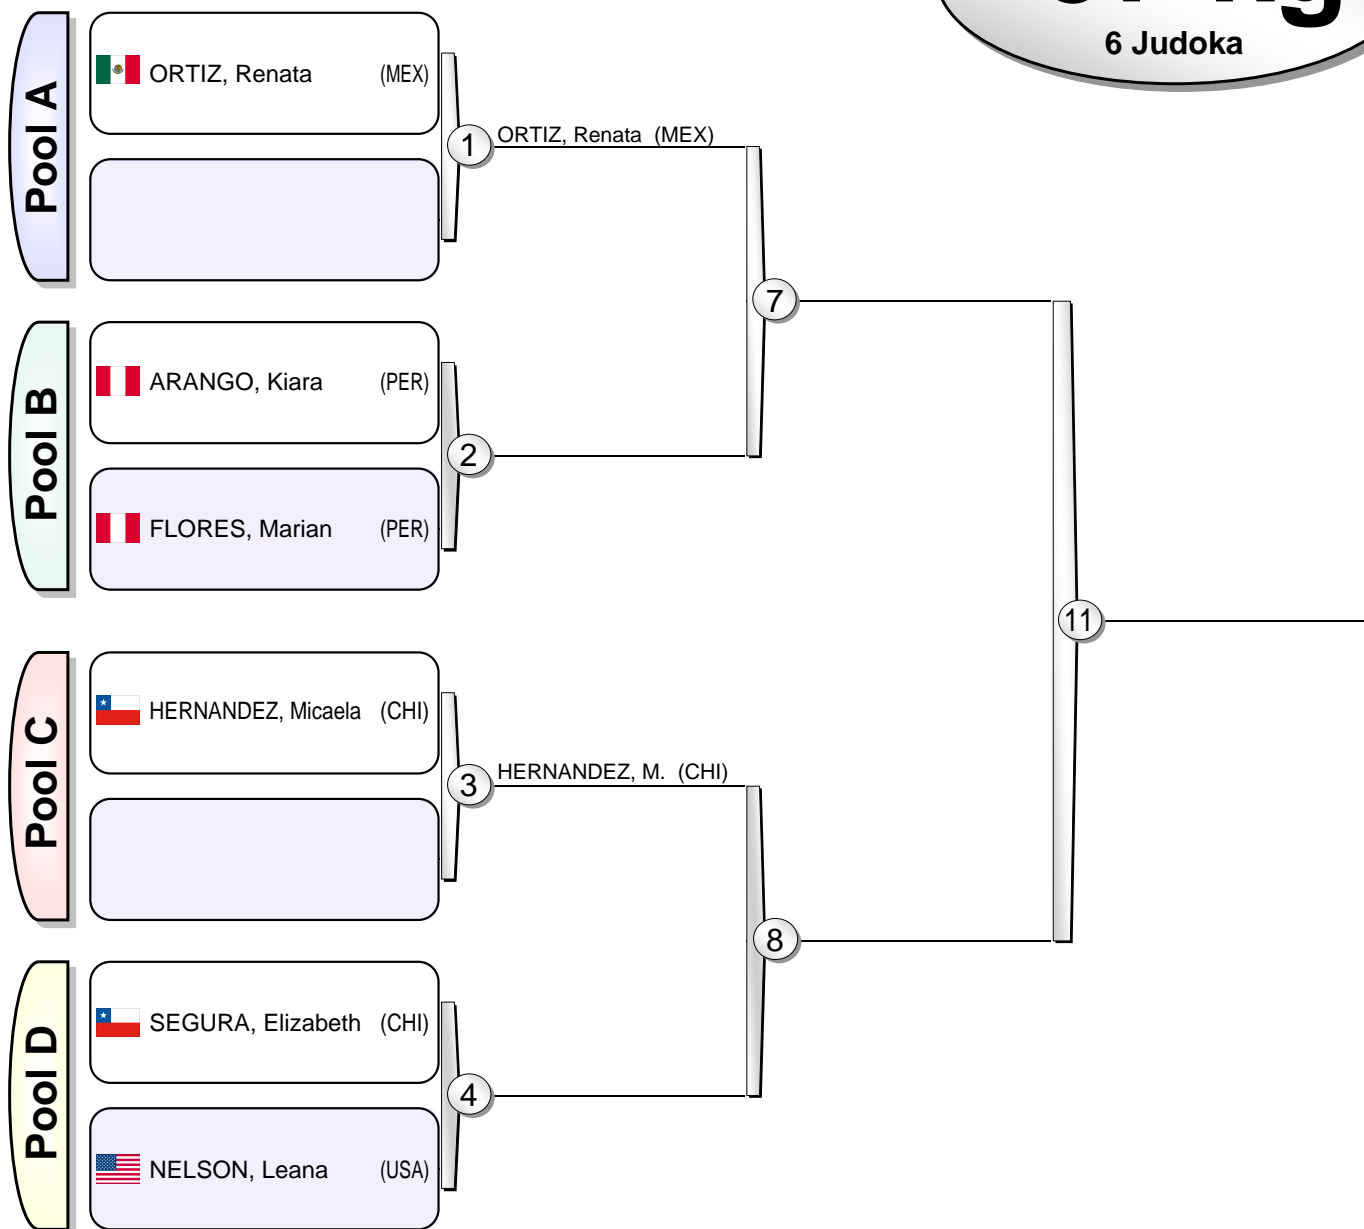 6 Judoka
Pool A
ORTIZ, Renata (MEX)
1
ORTIZ, Renata (MEX)
7
Pool B
ARANGO, Kiara (PER)
2
FLORES, Marian (PER)
11
Pool C
HERNANDEZ, Micaela (CHI)
3
HERNANDEZ, M. (CHI)
8
Pool D
SEGURA, Elizabeth (CHI)
4
NELSON, Leana (USA)